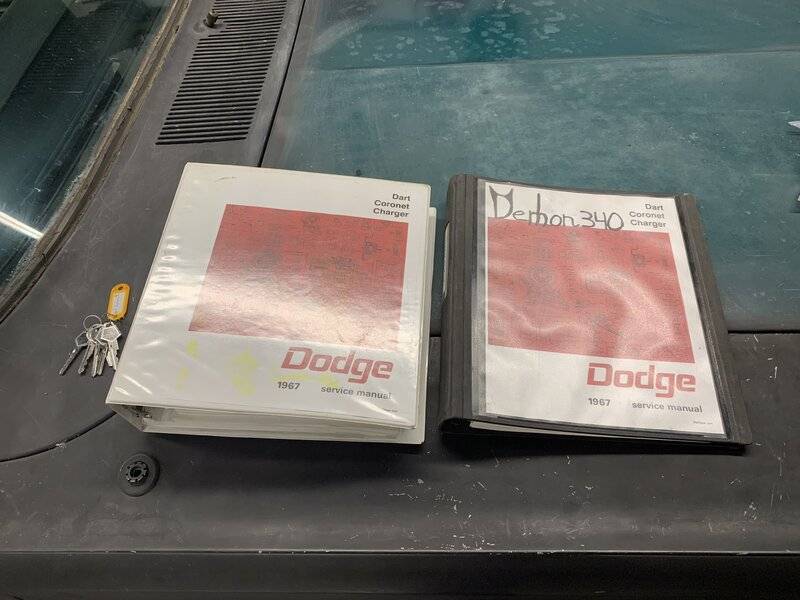 Dart
Coronet
Charger
Dodge
1967 service manual
Demon 340
Dart
Coronet
Charger
Dodge
1967 service manual